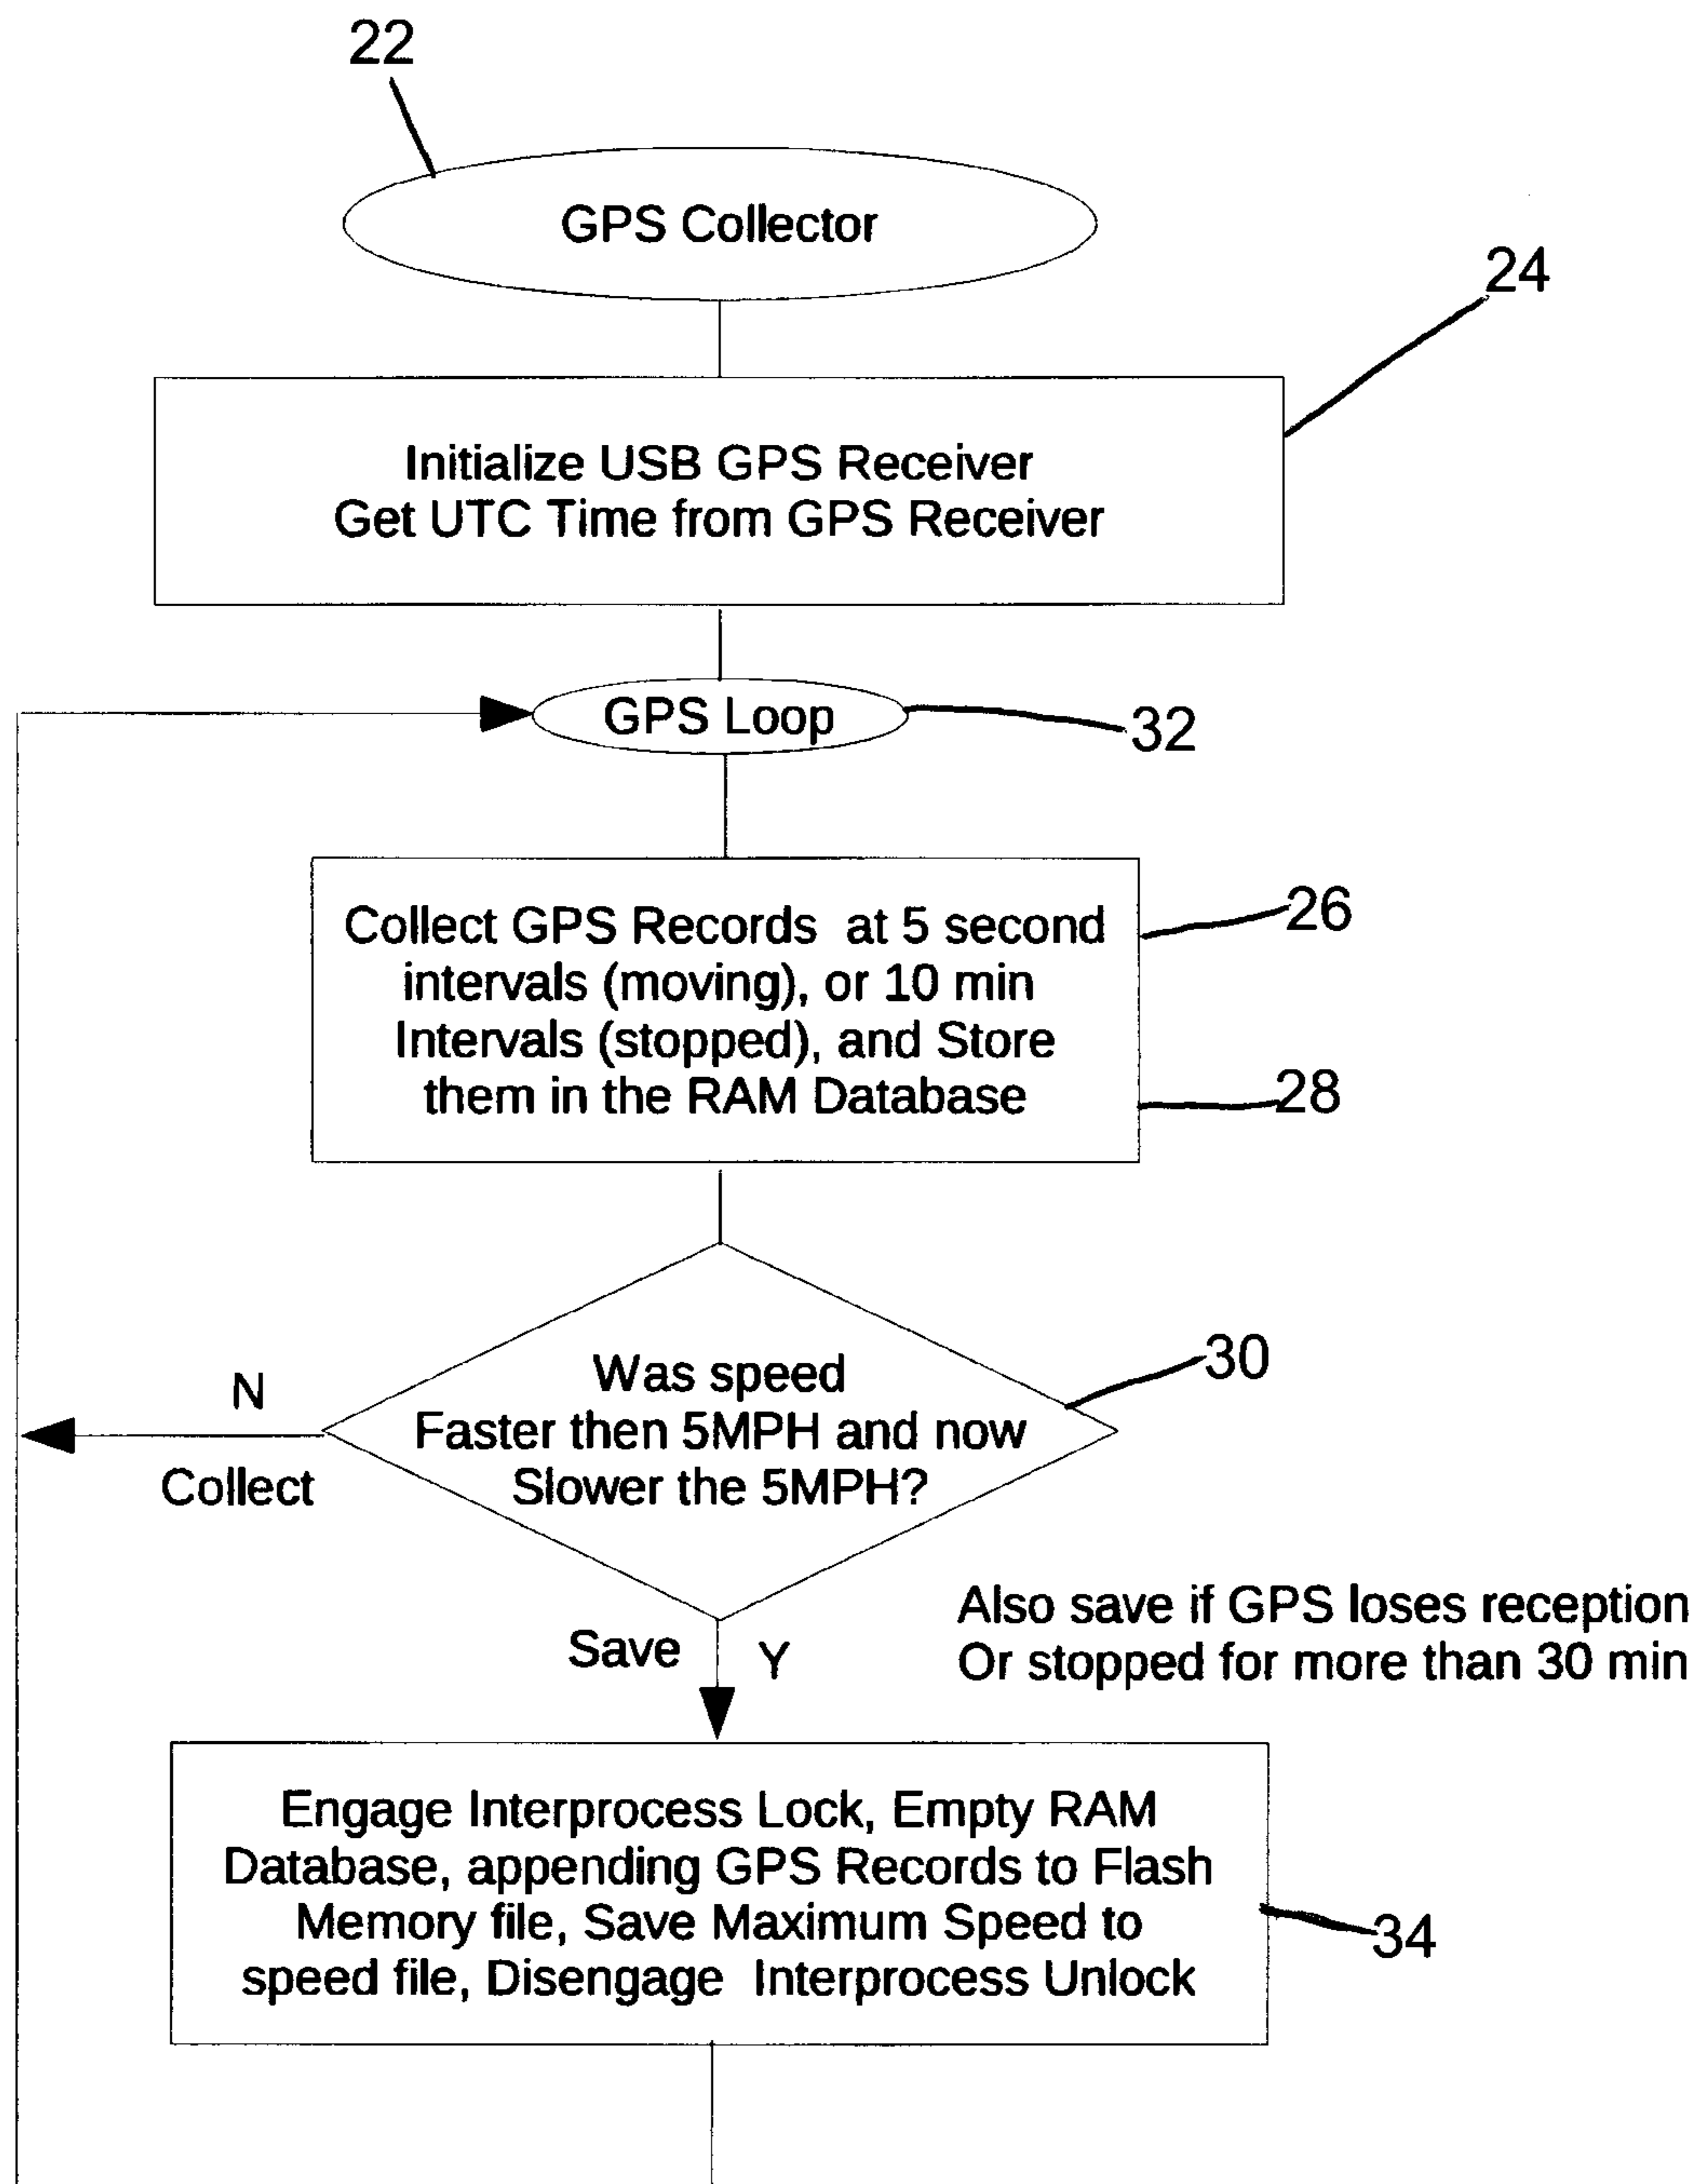 22
GPS Collector
24
Initialize USB GPS Receiver
Get UTC Time from GPS Receiver
GPS Loop
32
Collect GPS Records at 5 second
intervals (moving), or 10 min
Intervals (stopped), and Store
them in the RAM Database
26
28
Was speed
Faster then 5MPH and now
Slower the 5MPH?
30
N
Collect
Save
Y
Also save if GPS loses reception
Or stopped for more than 30 min
Engage Interprocess Lock, Empty RAM
Database, appending GPS Records to Flash
Memory file, Save Maximum Speed to
speed file, Disengage Interprocess Unlock
34